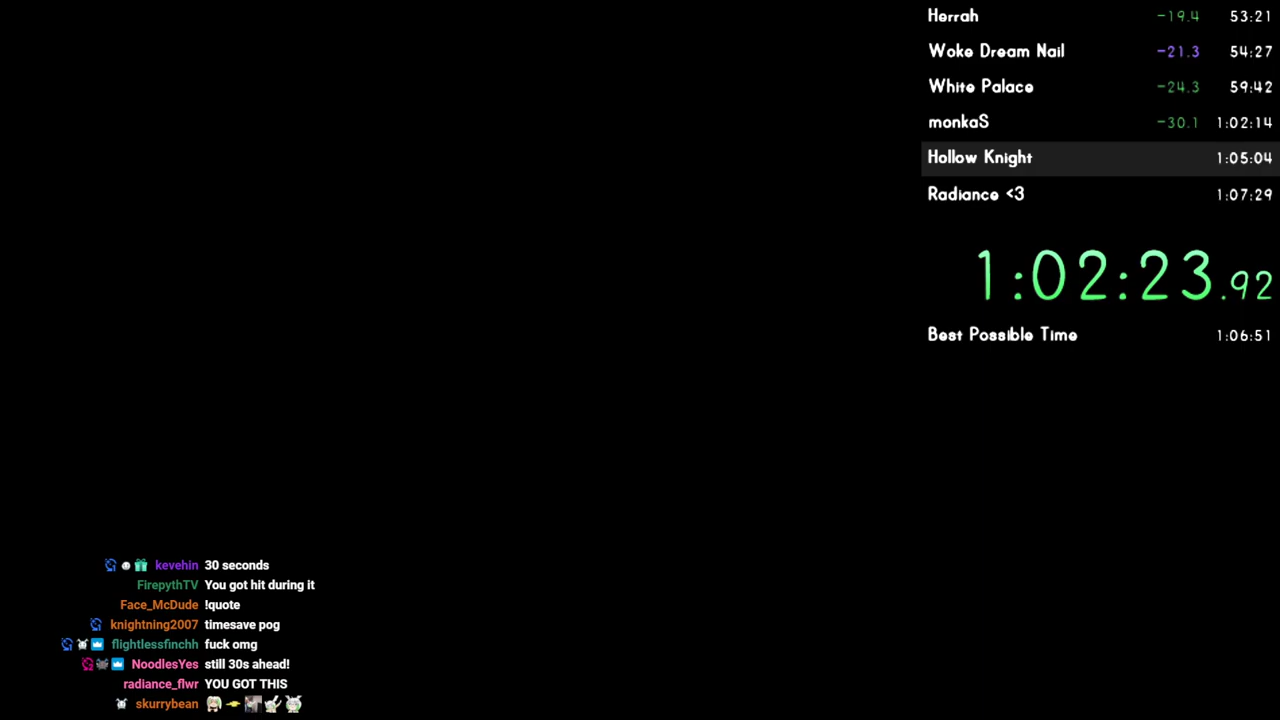 Herrah -19.4 53:21
Woke Dream Nail -21.3 54:27
White Palace -24.3 59:42
monkaS -30.1 1:02:14
Hollow Knight 1:05:04
Radiance <3 1:07:29
1:02:23.92
Best Possible Time 1:06:51
kevehin 30 seconds
FirepythTV You got hit during it
Face_McDude !quote
knightning2007 timesave pog
flightlessfinchh fuck omg
NoodlesYes still 30s ahead!
radiance_flwr YOU GOT THIS
skurrybean